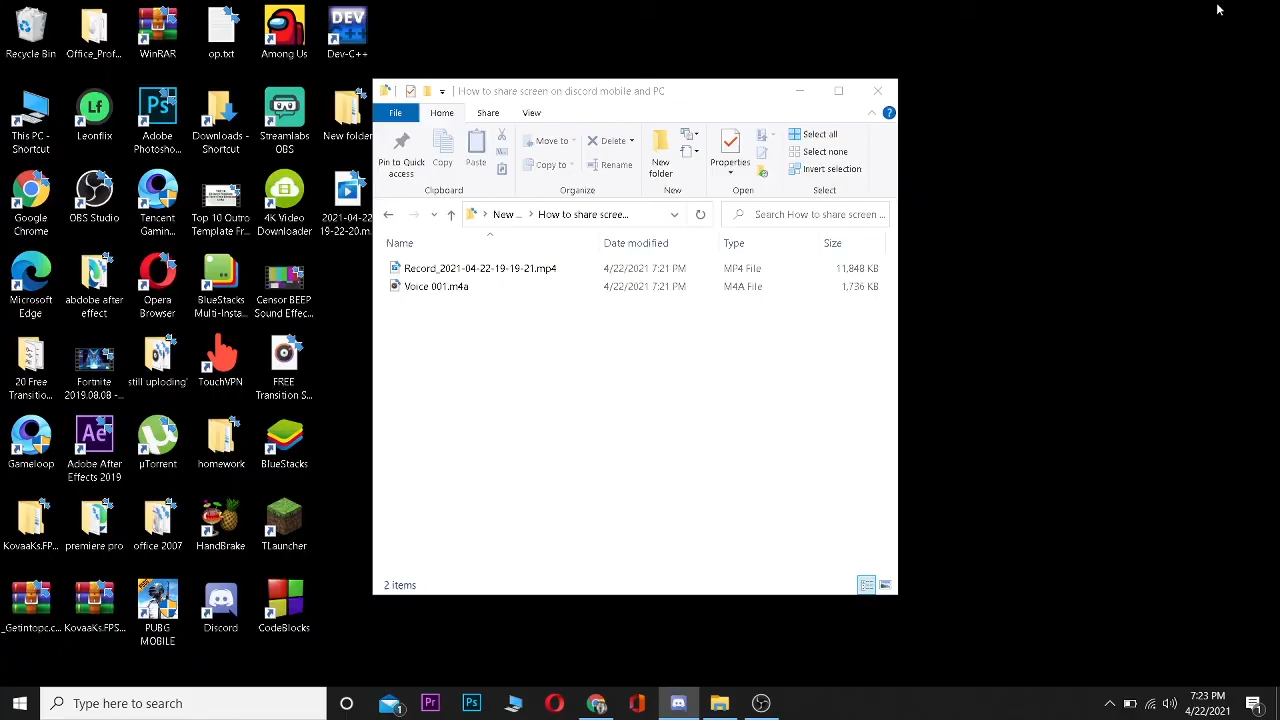 Recycle Bin
Office_Prof...
WinRAR
op.txt
Among Us
DEV
C++
Dev-C++
This PC -
Shortcut
Lf
Leonflix
Ps
Adobe
Photosho...
Downloads -
Shortcut
Streamlabs
OBS
New folder
Google
Chrome
OBS Studio
Tencent
Gamin...
Top 10 Outro
Template Fr...
4K Video
Downloader
2021-04-22
19-22-20.m...
Microsoft
Edge
abdobe after
effect
Opera
Browser
BlueStacks
Multi-Insta...
Censor BEEP
Sound Effec...
20 Free
Transitio...
Fortnite
2019.08.08 -...
still uploding'
TouchVPN
FREE
Transition S...
Gameloop
Ae
Adobe After
Effects 2019
µTorrent
homework
BlueStacks
KovaaKs.FP...
premiere pro
office 2007
HandBrake
TLauncher
_Getintopc.c...
KovaaKs.FPS...
PUBG
MOBILE
Discord
CodeBlocks
How to share screen on discord mobile and PC
File
Home
Share
View
Pin to Quick
access
Copy
Paste
Clipboard
Move to
Copy to
Delete
Rename
Organize
New
folder
New
Properties
Open
Select all
Select none
Invert selection
Select
New ...
How to share scree...
Search How to share screen ...
Name
Date modified
Type
Size
Record_2021-04-22-19-19-21.mp4
4/22/2021 7:21 PM
MP4 File
11,848 KB
Voice 001.m4a
4/22/2021 7:21 PM
M4A File
1,736 KB
2 items
Type here to search
1
Pr
Ps
7:23 PM
4/22/2021
1